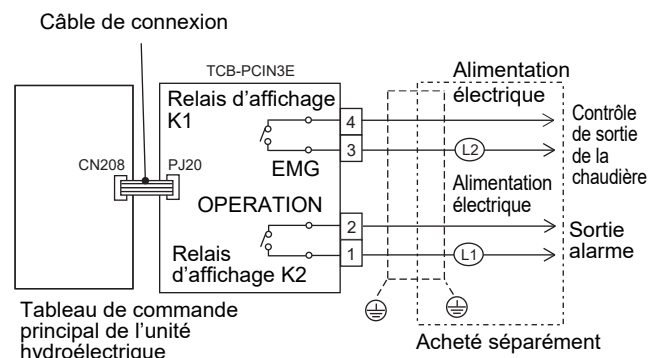 Câble de connexion
TCB-PCIN3E
Relais d'affichage
K1
4
3
EMG
CN208
PJ20
OPERATION
2
1
Relais
d'affichage K2
Tableau de commande
principal de l'unité
hydroélectrique
Alimentation
électrique
L2
Contrôle
de sortie
de la
chaudière
Alimentation
électrique
L1
Sortie
alarme
Acheté séparément